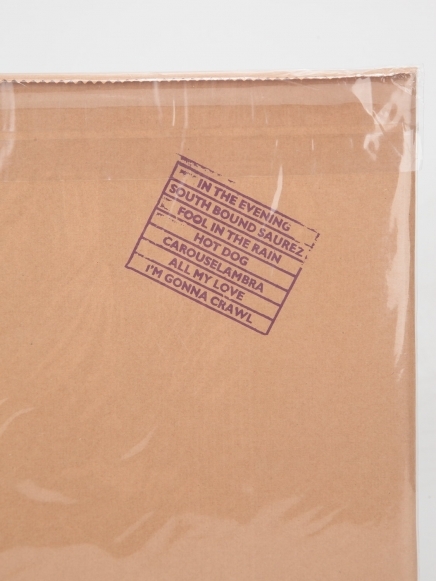 IN THE EVENING
SOUTH BOUND SAUREZ
FOOL IN THE RAIN
HOT DOG
CAROUSELAMBRA
ALL MY LOVE
I'M GONNA CRAWL